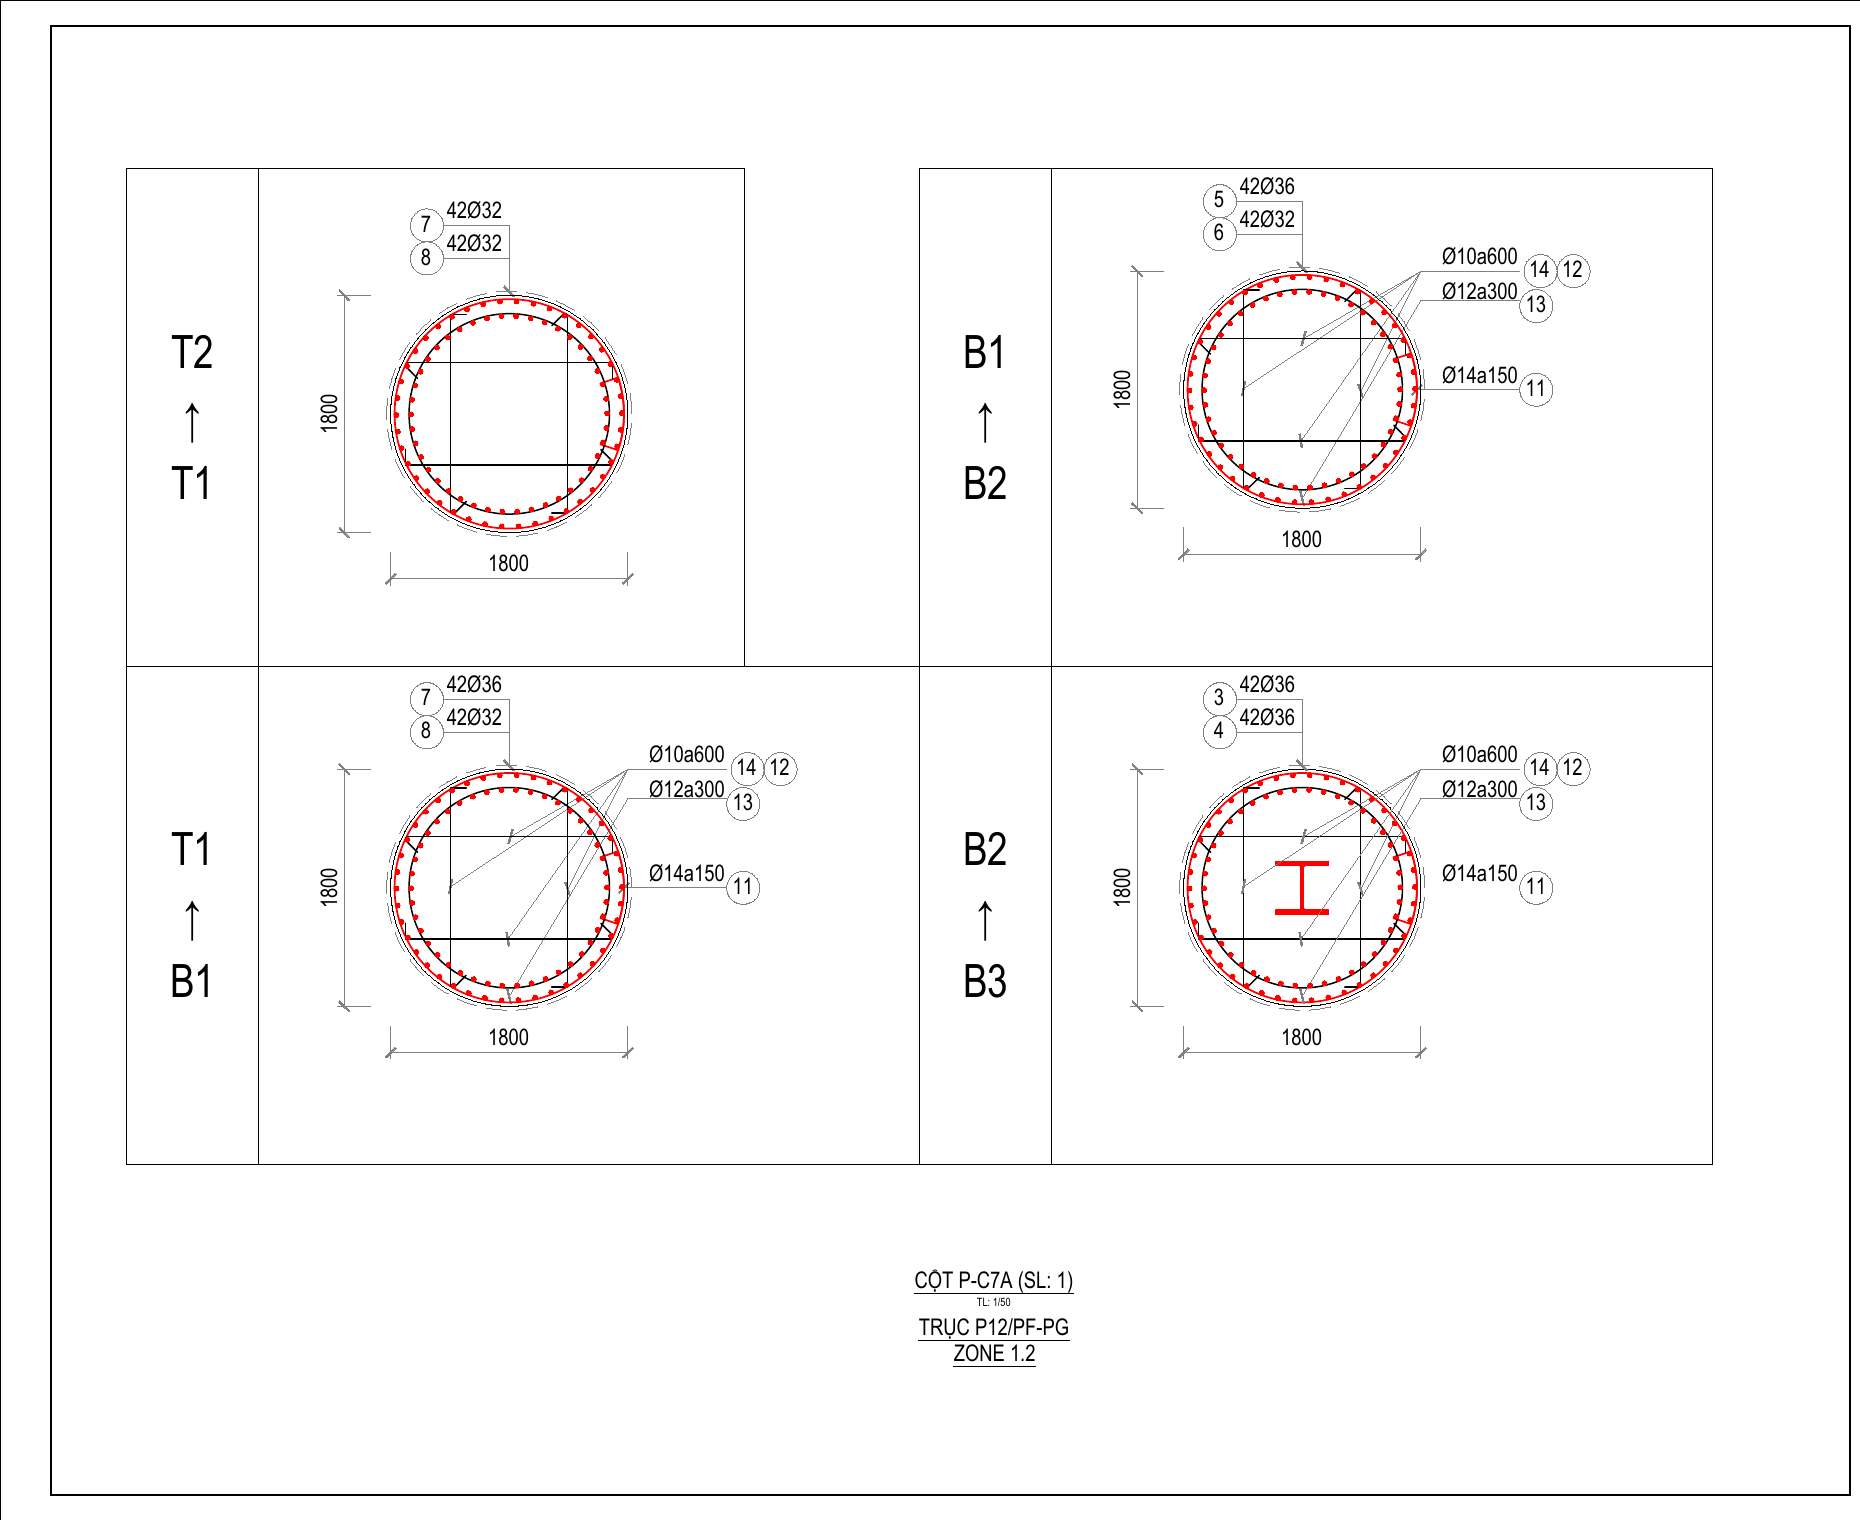 42Ø32
7
42Ø32
8
T2
↑
T1
1800
1800
42Ø36
5
42Ø32
6
Ø10a600 14 12
Ø12a300 13
Ø14a150 11
B1
↑
B2
1800
1800
42Ø36
7
42Ø32
8
Ø10a600 14 12
Ø12a300 13
Ø14a150 11
T1
↑
B1
1800
1800
42Ø36
3
42Ø36
4
Ø10a600 14 12
Ø12a300 13
Ø14a150 11
B2
↑
B3
1800
1800
CỘT P-C7A (SL: 1)
TL: 1/50
TRỤC P12/PF-PG
ZONE 1.2